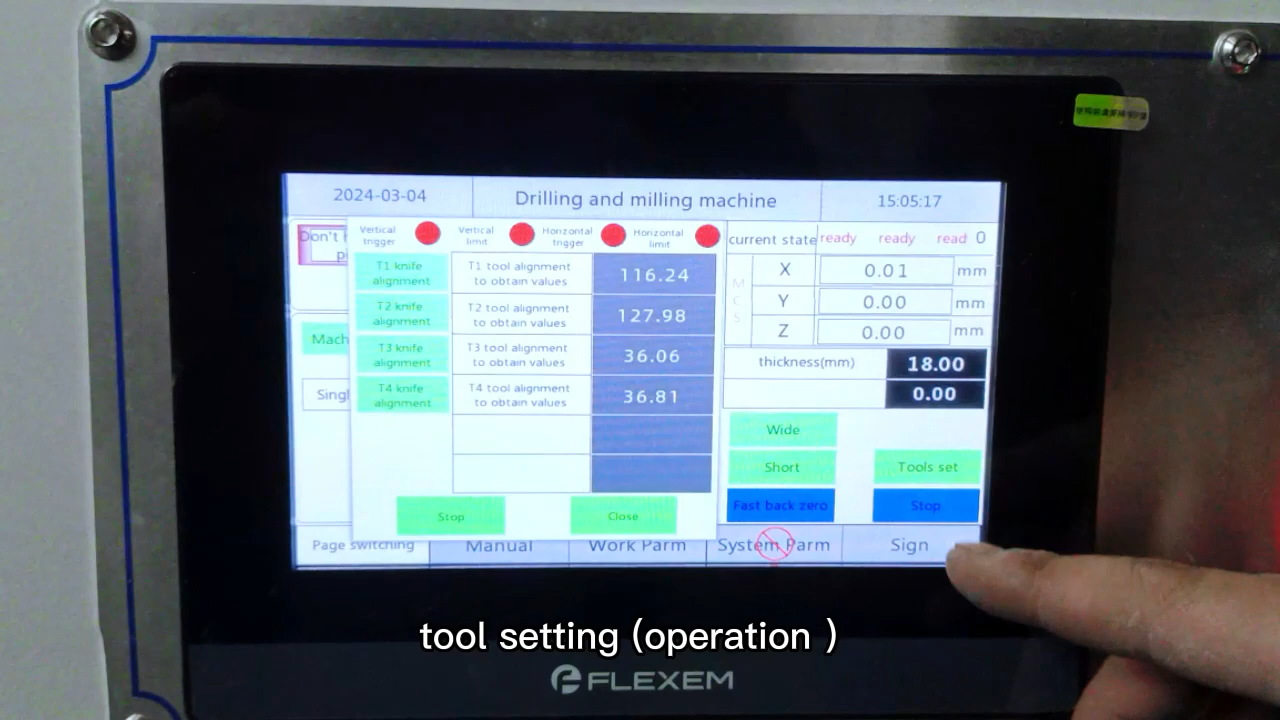 2024-03-04
Drilling and milling machine
15:05:17
Don't
Vertical
trigger
Vertical
limit
Horizontal
trigger
Horizontal
limit
current state
ready
ready
read
0
T1 knife
alignment
T1 tool alignment
to obtain values
116.24
T2 knife
alignment
T2 tool alignment
to obtain values
127.98
T3 knife
alignment
T3 tool alignment
to obtain values
36.06
T4 knife
alignment
T4 tool alignment
to obtain values
36.81
Stop
Close
Mach
Singl
MCS
X
0.01
mm
Y
0.00
mm
Z
0.00
mm
thickness(mm)
18.00
0.00
Wide
Short
Tools set
Fast back zero
Stop
Page switching
Manual
Work Parm
System Parm
Sign
tool setting (operation )
FLEXEM